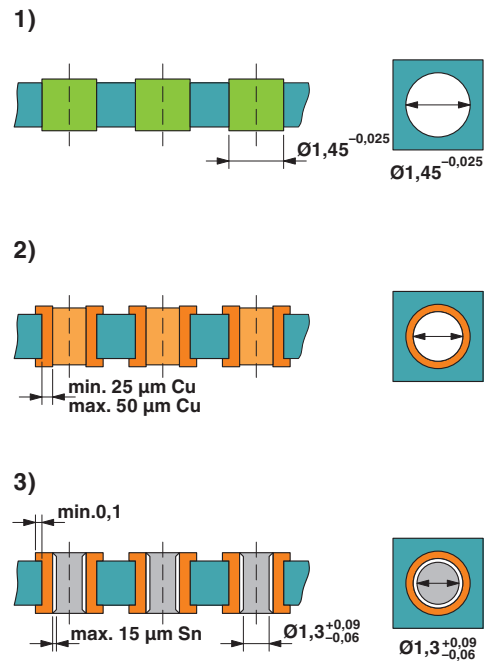 1)
Ø1,45 -0,025
Ø1,45 -0,025
2)
min. 25 µm Cu
max. 50 µm Cu
3)
min.0,1
max. 15 µm Sn
Ø1,3 +0,09 -0,06
Ø1,3 +0,09 -0,06